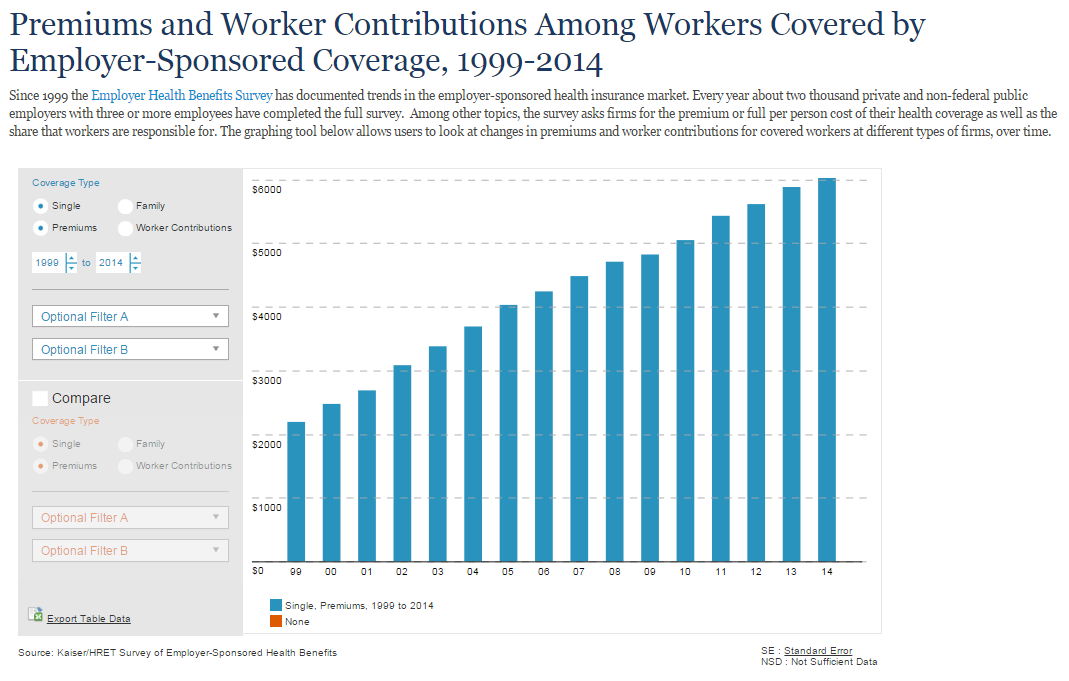 Premiums and Worker Contributions Among Workers Covered by
Employer-Sponsored Coverage, 1999-2014
Since 1999 the Employer Health Benefits Survey has documented trends in the employer-sponsored health insurance market. Every year about two thousand private and non-federal public
employers with three or more employees have completed the full survey. Among other topics, the survey asks firms for the premium or full per person cost of their health coverage as well as the
share that workers are responsible for. The graphing tool below allows users to look at changes in premiums and worker contributions for covered workers at different types of firms, over time.
Coverage Type
Single Family
Premiums Worker Contributions
1999 to 2014
Optional Filter A
Optional Filter B
Compare
Coverage Type
Single Family
Premiums Worker Contributions
Optional Filter A
Optional Filter B
Export Table Data
$6000
$5000
$4000
$3000
$2000
$1000
$0 99 00 01 02 03 04 05 06 07 08 09 10 11 12 13 14
Single, Premiums, 1999 to 2014
None
Source: Kaiser/HRET Survey of Employer-Sponsored Health Benefits
SE : Standard Error
NSD : Not Sufficient Data